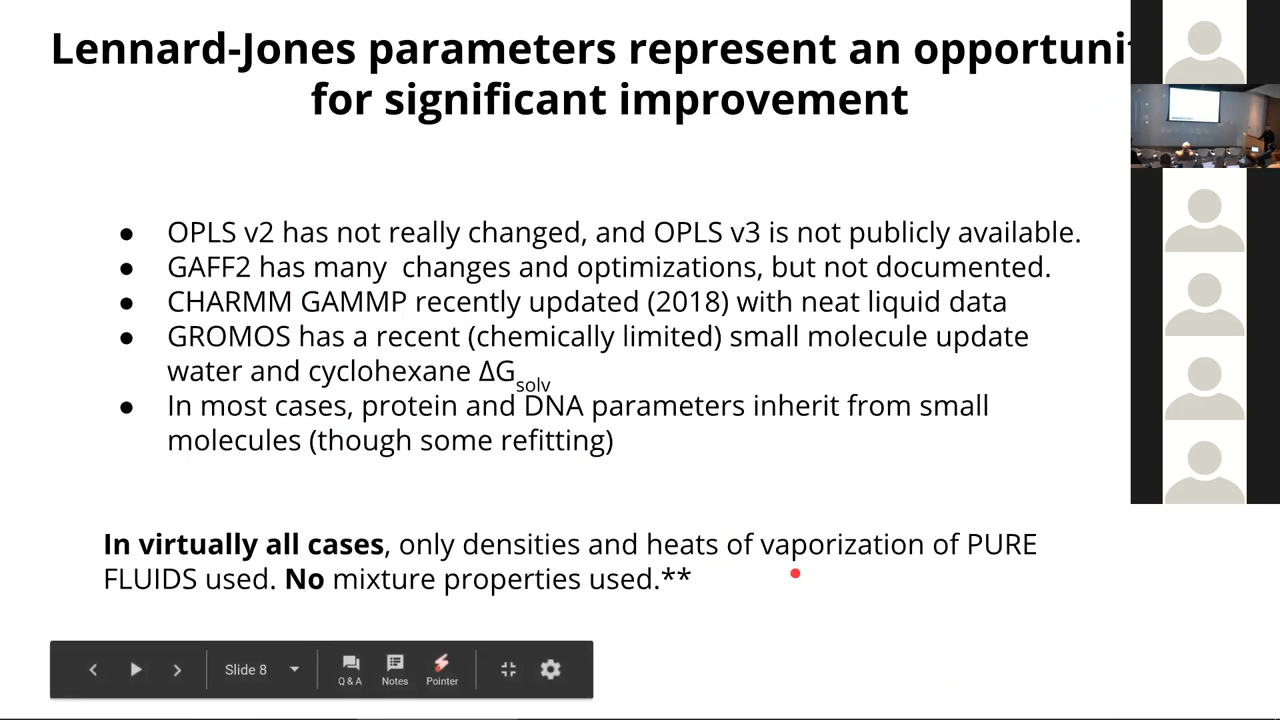 Lennard-Jones parameters represent an
for significant improvement
● OPLS v2 has not really changed, and OPLS v3 is not publicly available.
● GAFF2 has many changes and optimizations, but not documented.
● CHARMM GAMMP recently updated (2018) with neat liquid data
● GROMOS has a recent (chemically limited) small molecule update
water and cyclohexane ΔGsolv
● In most cases, protein and DNA parameters inherit from small
molecules (though some refitting)
In virtually all cases, only densities and heats of vaporization of PURE
FLUIDS used. No mixture properties used.**
Slide 8
Q & A
Notes
Pointer